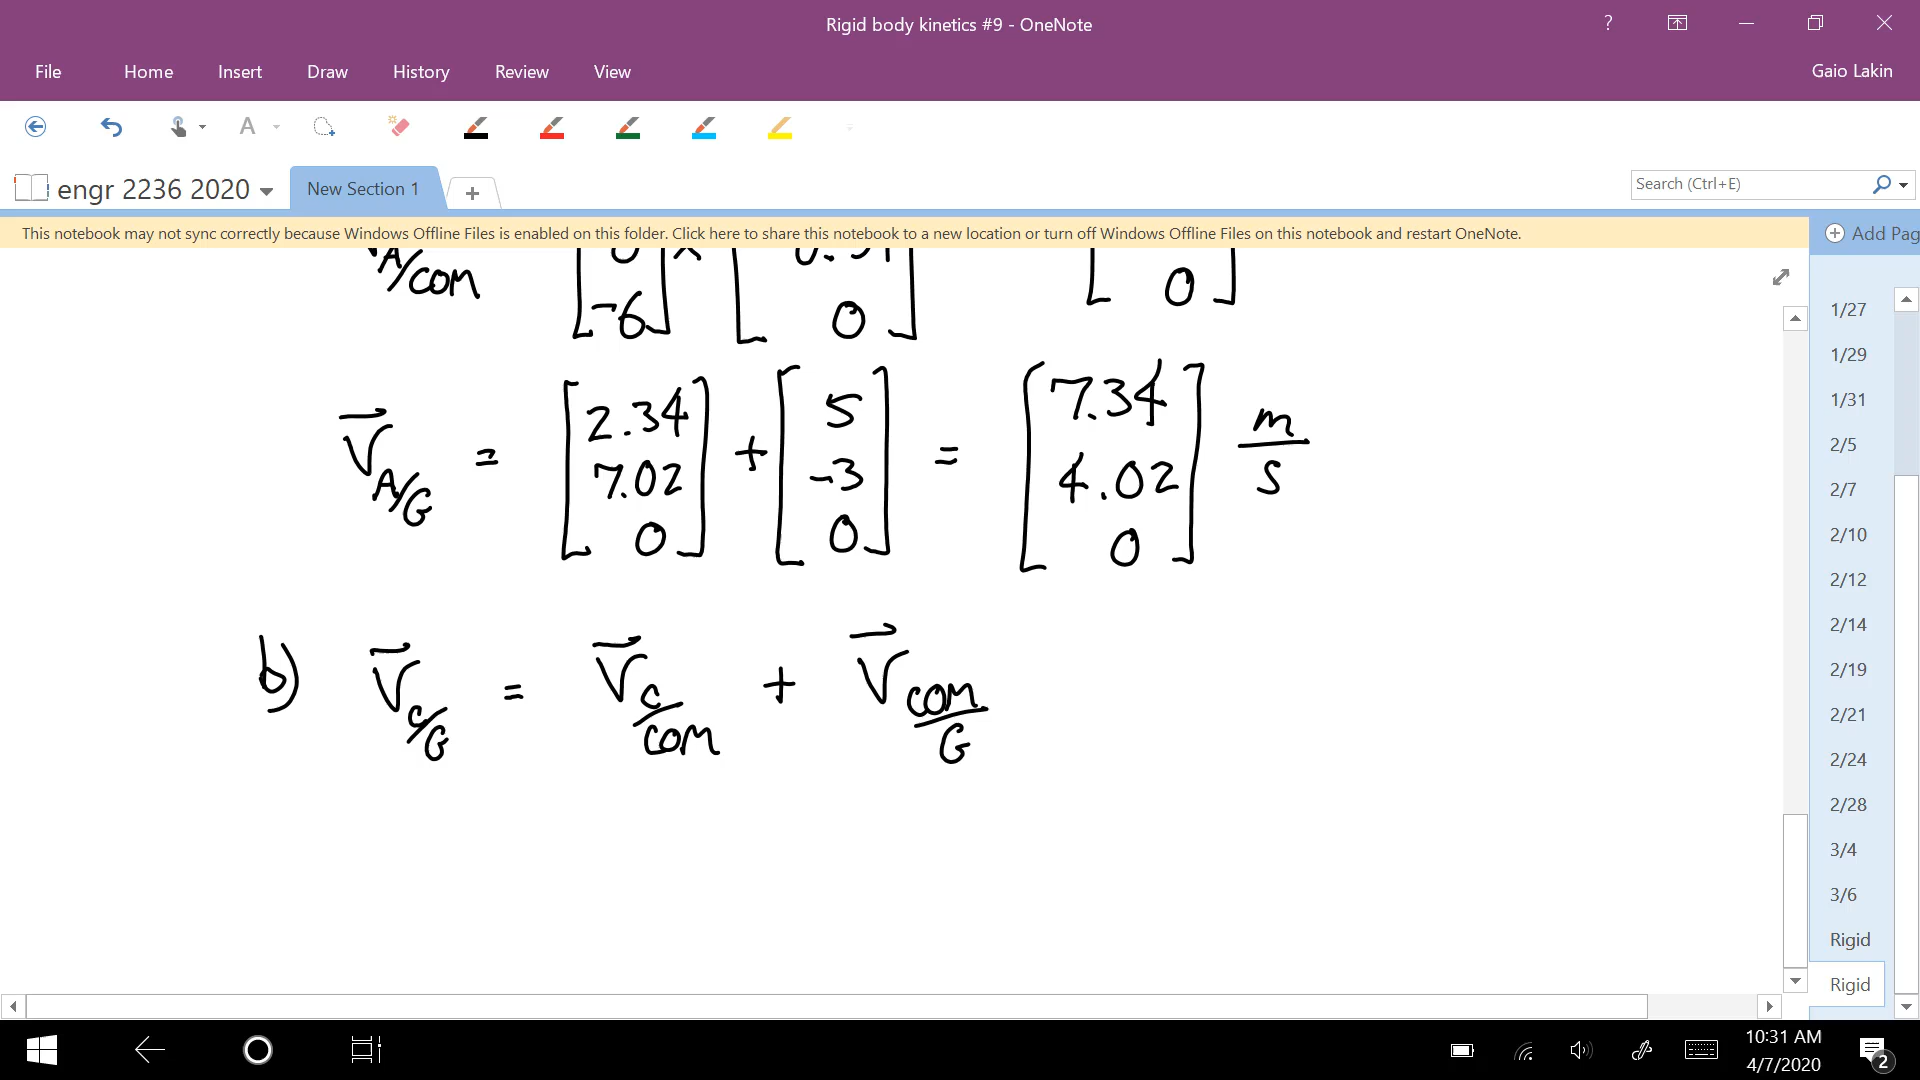 Rigid body kinetics #9 - OneNote
?
File Home Insert Draw History Review View
Gaio Lakin
A
engr 2236 2020
New Section 1
+
Search (Ctrl+E)
This notebook may not sync correctly because Windows Offline Files is enabled on this folder. Click here to share this notebook to a new location or turn off Windows Offline Files on this notebook and restart OneNote.
Add Pag
A/COM [ -6 ] × [ 0 ] [ 0 ]
V A/G = [ 2.34 7.02 0 ] + [ 5 -3 0 ] = [ 7.34 4.02 0 ] m/s
b) V C/G = V C/COM + V COM/G
1/27
1/29
1/31
2/5
2/7
2/10
2/12
2/14
2/19
2/21
2/24
2/28
3/4
3/6
Rigid
Rigid
10:31 AM
4/7/2020
2